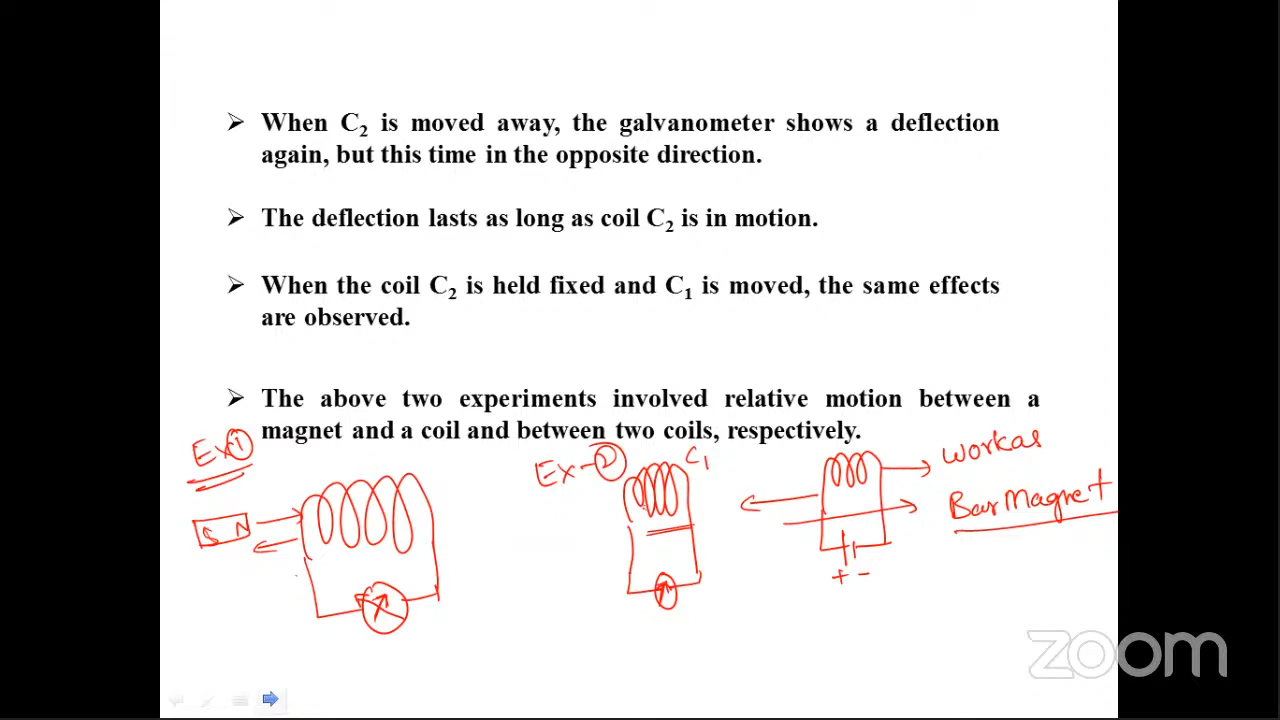 ➢ When C₂ is moved away, the galvanometer shows a deflection
again, but this time in the opposite direction.
➢ The deflection lasts as long as coil C₂ is in motion.
➢ When the coil C₂ is held fixed and C₁ is moved, the same effects
are observed.
➢ The above two experiments involved relative motion between a
magnet and a coil and between two coils, respectively.
Ex 1
Ex-2
C₁
workas
Bar Magnet
S N
+ -
zoom